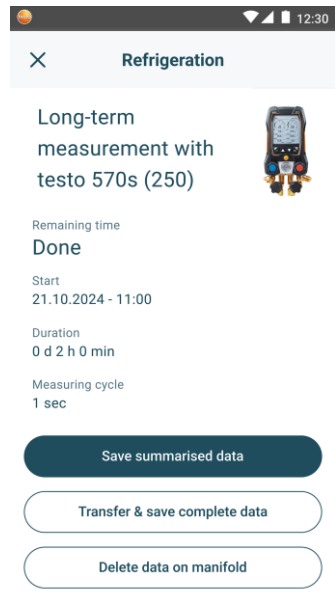 12:30
Refrigeration
Long-term
measurement with
testo 570s (250)
Remaining time
Done
Start
21.10.2024 - 11:00
Duration
0 d 2 h 0 min
Measuring cycle
1 sec
Save summarised data
Transfer & save complete data
Delete data on manifold